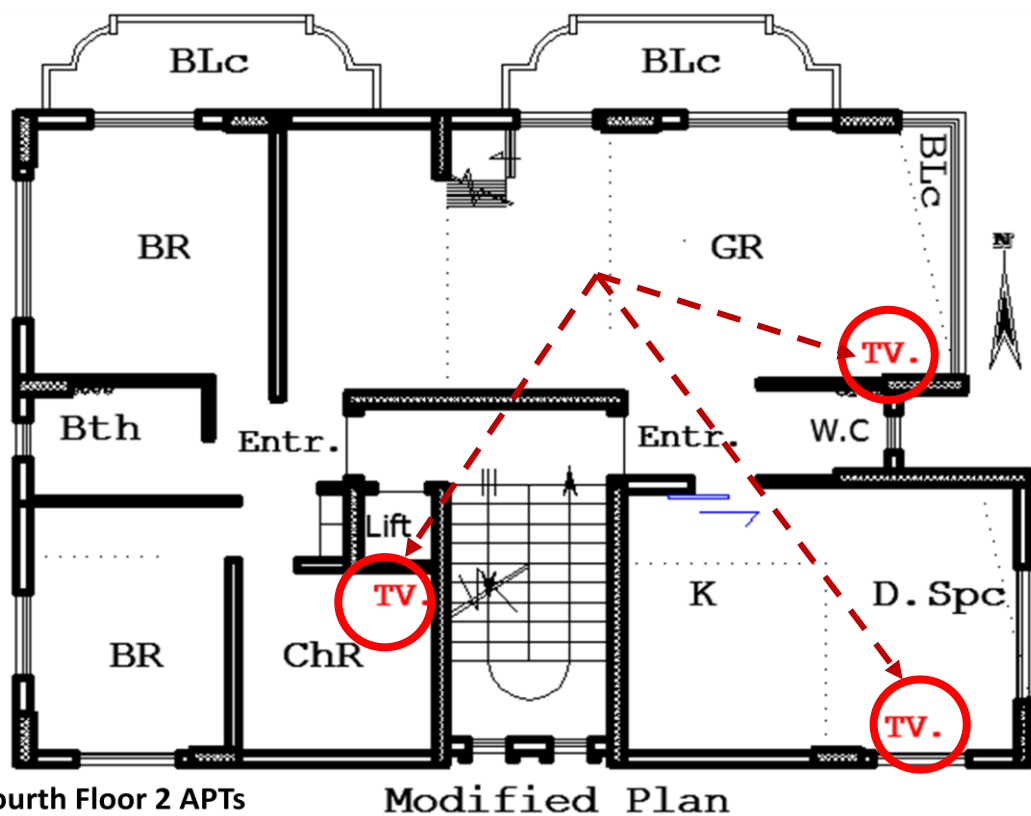 BLc
BLc
BLc
BR
GR
N
TV.
Bth
Entr.
Entr.
W.C
Lift
TV.
K
D.Spc
BR
ChR
TV.
ourth Floor 2 APTs
Modified Plan